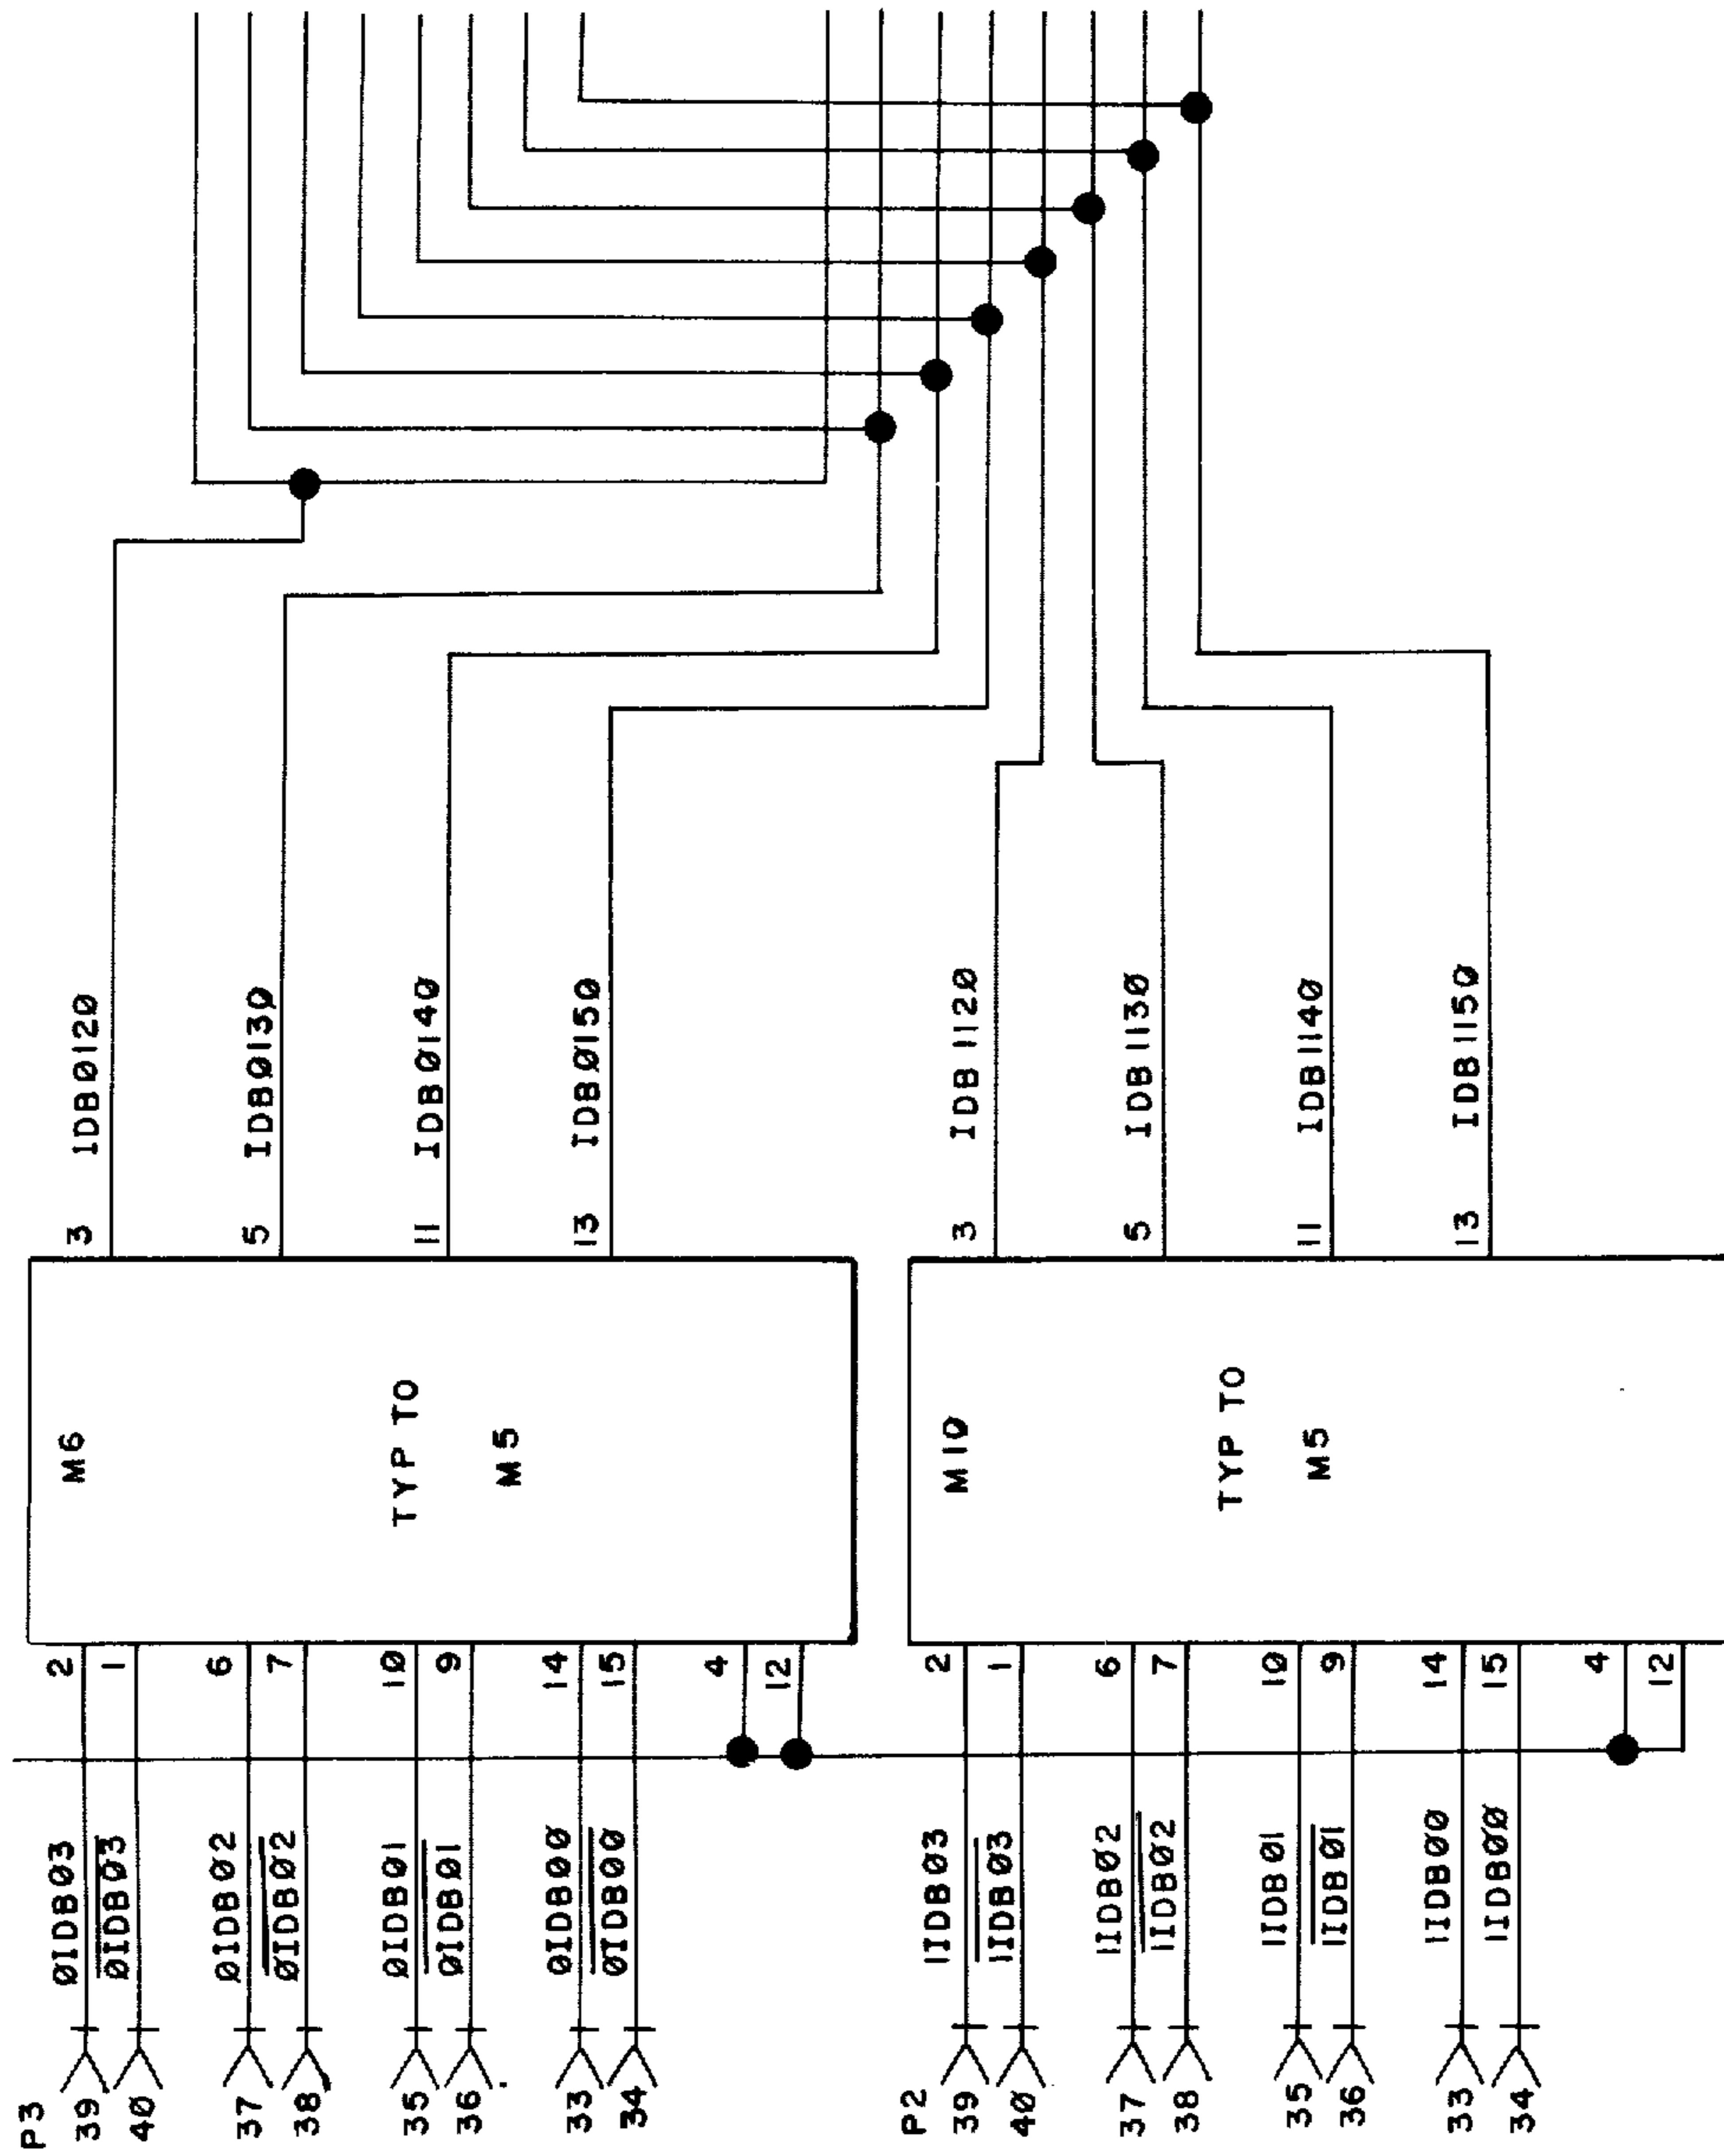 P3
39 ØIDBØ3 2
40 ØIDBØ3 1
37 ØIDBØ2 6
38 ØIDBØ2 7
35 ØIDBØ1 10
36 ØIDBØ1 9
33 ØIDBØØ 14
34 ØIDBØØ 15
4
12
M6
TYP TO
M5
3 IDBØ12Ø
5 IDBØ13Ø
11 IDBØ14Ø
13 IDBØ15Ø
P2
39 1IDBØ3 2
4Ø 1IDBØ3 1
37 1IDBØ2 6
38 1IDBØ2 7
35 1IDBØ1 10
36 1IDBØ1 9
33 1IDBØØ 14
34 1IDBØØ 15
4
12
M1Ø
TYP TO
M5
3 IDB112Ø
5 IDB113Ø
11 IDB114Ø
13 IDB115Ø